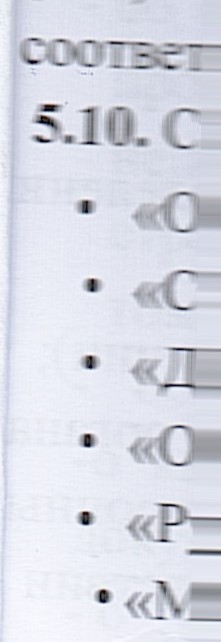 соответ
5.10. С
• «О
• «С
• «Д
• «О
• «Р
• «М